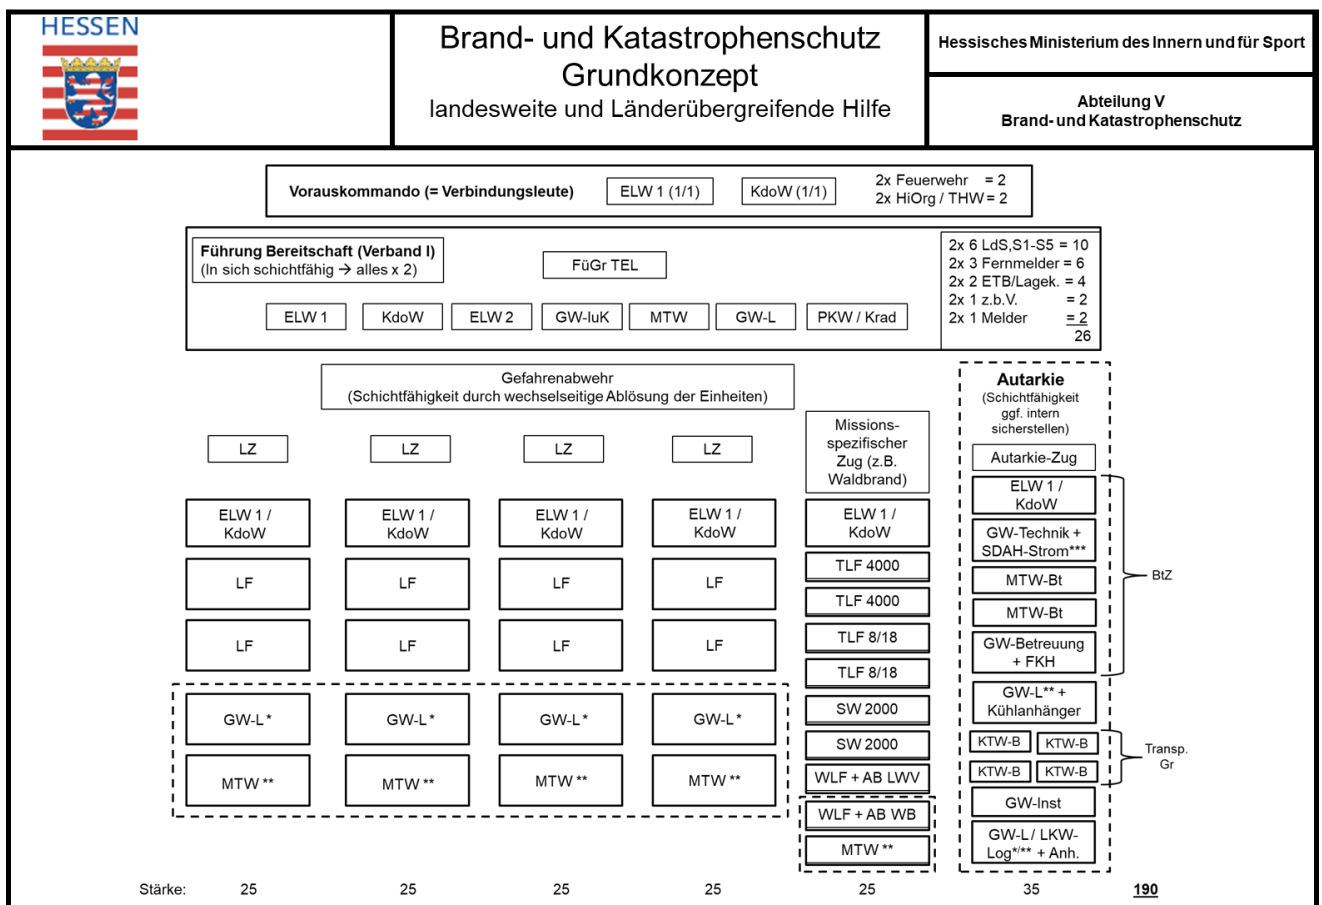 HESSEN
Brand- und Katastrophenschutz
Grundkonzept
landesweite und Länderübergreifende Hilfe
Hessisches Ministerium des Innern und für Sport
Abteilung V
Brand- und Katastrophenschutz
Vorauskommando (= Verbindungsleute)
ELW 1 (1/1)
KdoW (1/1)
2x Feuerwehr = 2
2x HiOrg / THW = 2
Führung Bereitschaft (Verband I)
(In sich schichtfähig → alles x 2)
FüGr TEL
ELW 1
KdoW
ELW 2
GW-IuK
MTW
GW-L
PKW / Krad
2x 6 LdS,S1-S5 = 10
2x 3 Fernmelder = 6
2x 2 ETB/Lagek. = 4
2x 1 z.b.V. = 2
2x 1 Melder = 2
26
Gefahrenabwehr
(Schichtfähigkeit durch wechselseitige Ablösung der Einheiten)
LZ
LZ
LZ
LZ
ELW 1 /
KdoW
ELW 1 /
KdoW
ELW 1 /
KdoW
ELW 1 /
KdoW
LF
LF
LF
LF
LF
LF
LF
LF
GW-L *
GW-L *
GW-L *
GW-L *
MTW **
MTW **
MTW **
MTW **
Missions-
spezifischer
Zug (z.B.
Waldbrand)
ELW 1 /
KdoW
TLF 4000
TLF 4000
TLF 8/18
TLF 8/18
SW 2000
SW 2000
WLF + AB LWV
WLF + AB WB
MTW **
Autarkie
(Schichtfähigkeit
ggf. intern
sicherstellen)
Autarkie-Zug
ELW 1 /
KdoW
GW-Technik +
SDAH-Strom***
MTW-Bt
MTW-Bt
GW-Betreuung
+ FKH
BtZ
GW-L** +
Kühlanhänger
KTW-B
KTW-B
KTW-B
KTW-B
Transp.
Gr
GW-Inst
GW-L / LKW-
Log*/** + Anh.
Stärke: 25 25 25 25 25 35 190